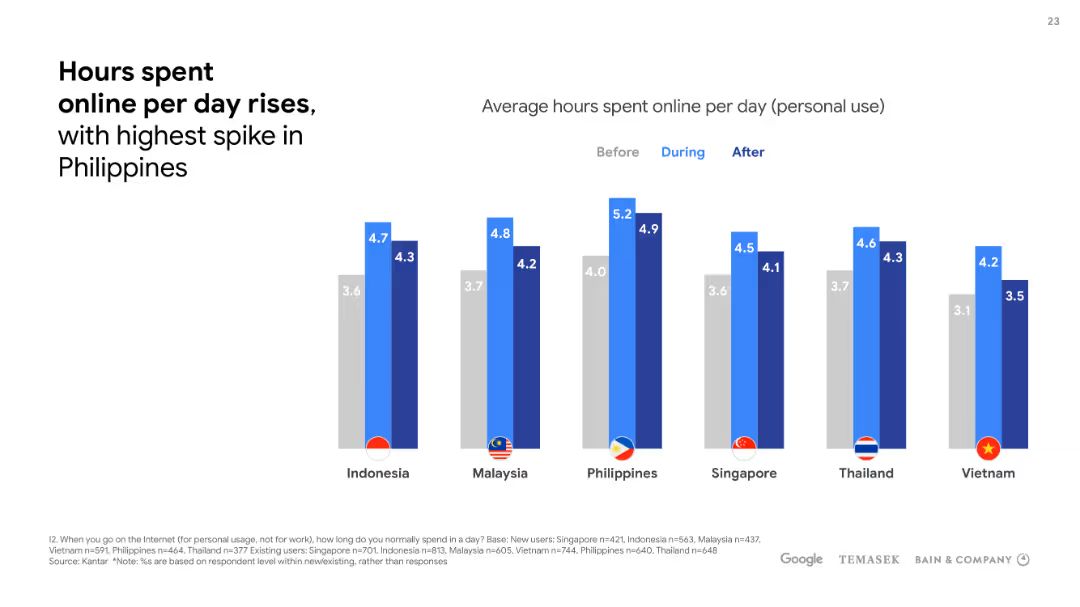 23
Hours spent
online per day rises,
with highest spike in
Philippines
Average hours spent online per day (personal use)
Before During After
3.6 4.7 4.3
3.7 4.8 4.2
4.0 5.2 4.9
3.6 4.5 4.1
3.7 4.6 4.3
3.1 4.2 3.5
Indonesia Malaysia Philippines Singapore Thailand Vietnam
I2. When you go on the Internet (for personal usage, not for work), how long do you normally spend in a day? Base: New users: Singapore n=421, Indonesia n=563, Malaysia n=437,
Vietnam n=591, Philippines n=464, Thailand n=377 Existing users: Singapore n=701, Indonesia n=813, Malaysia n=605, Vietnam n=744, Philippines n=640, Thailand n=648
Source: Kantar *Note: %s are based on respondent level within new/existing, rather than responses
Google TEMASEK BAIN & COMPANY